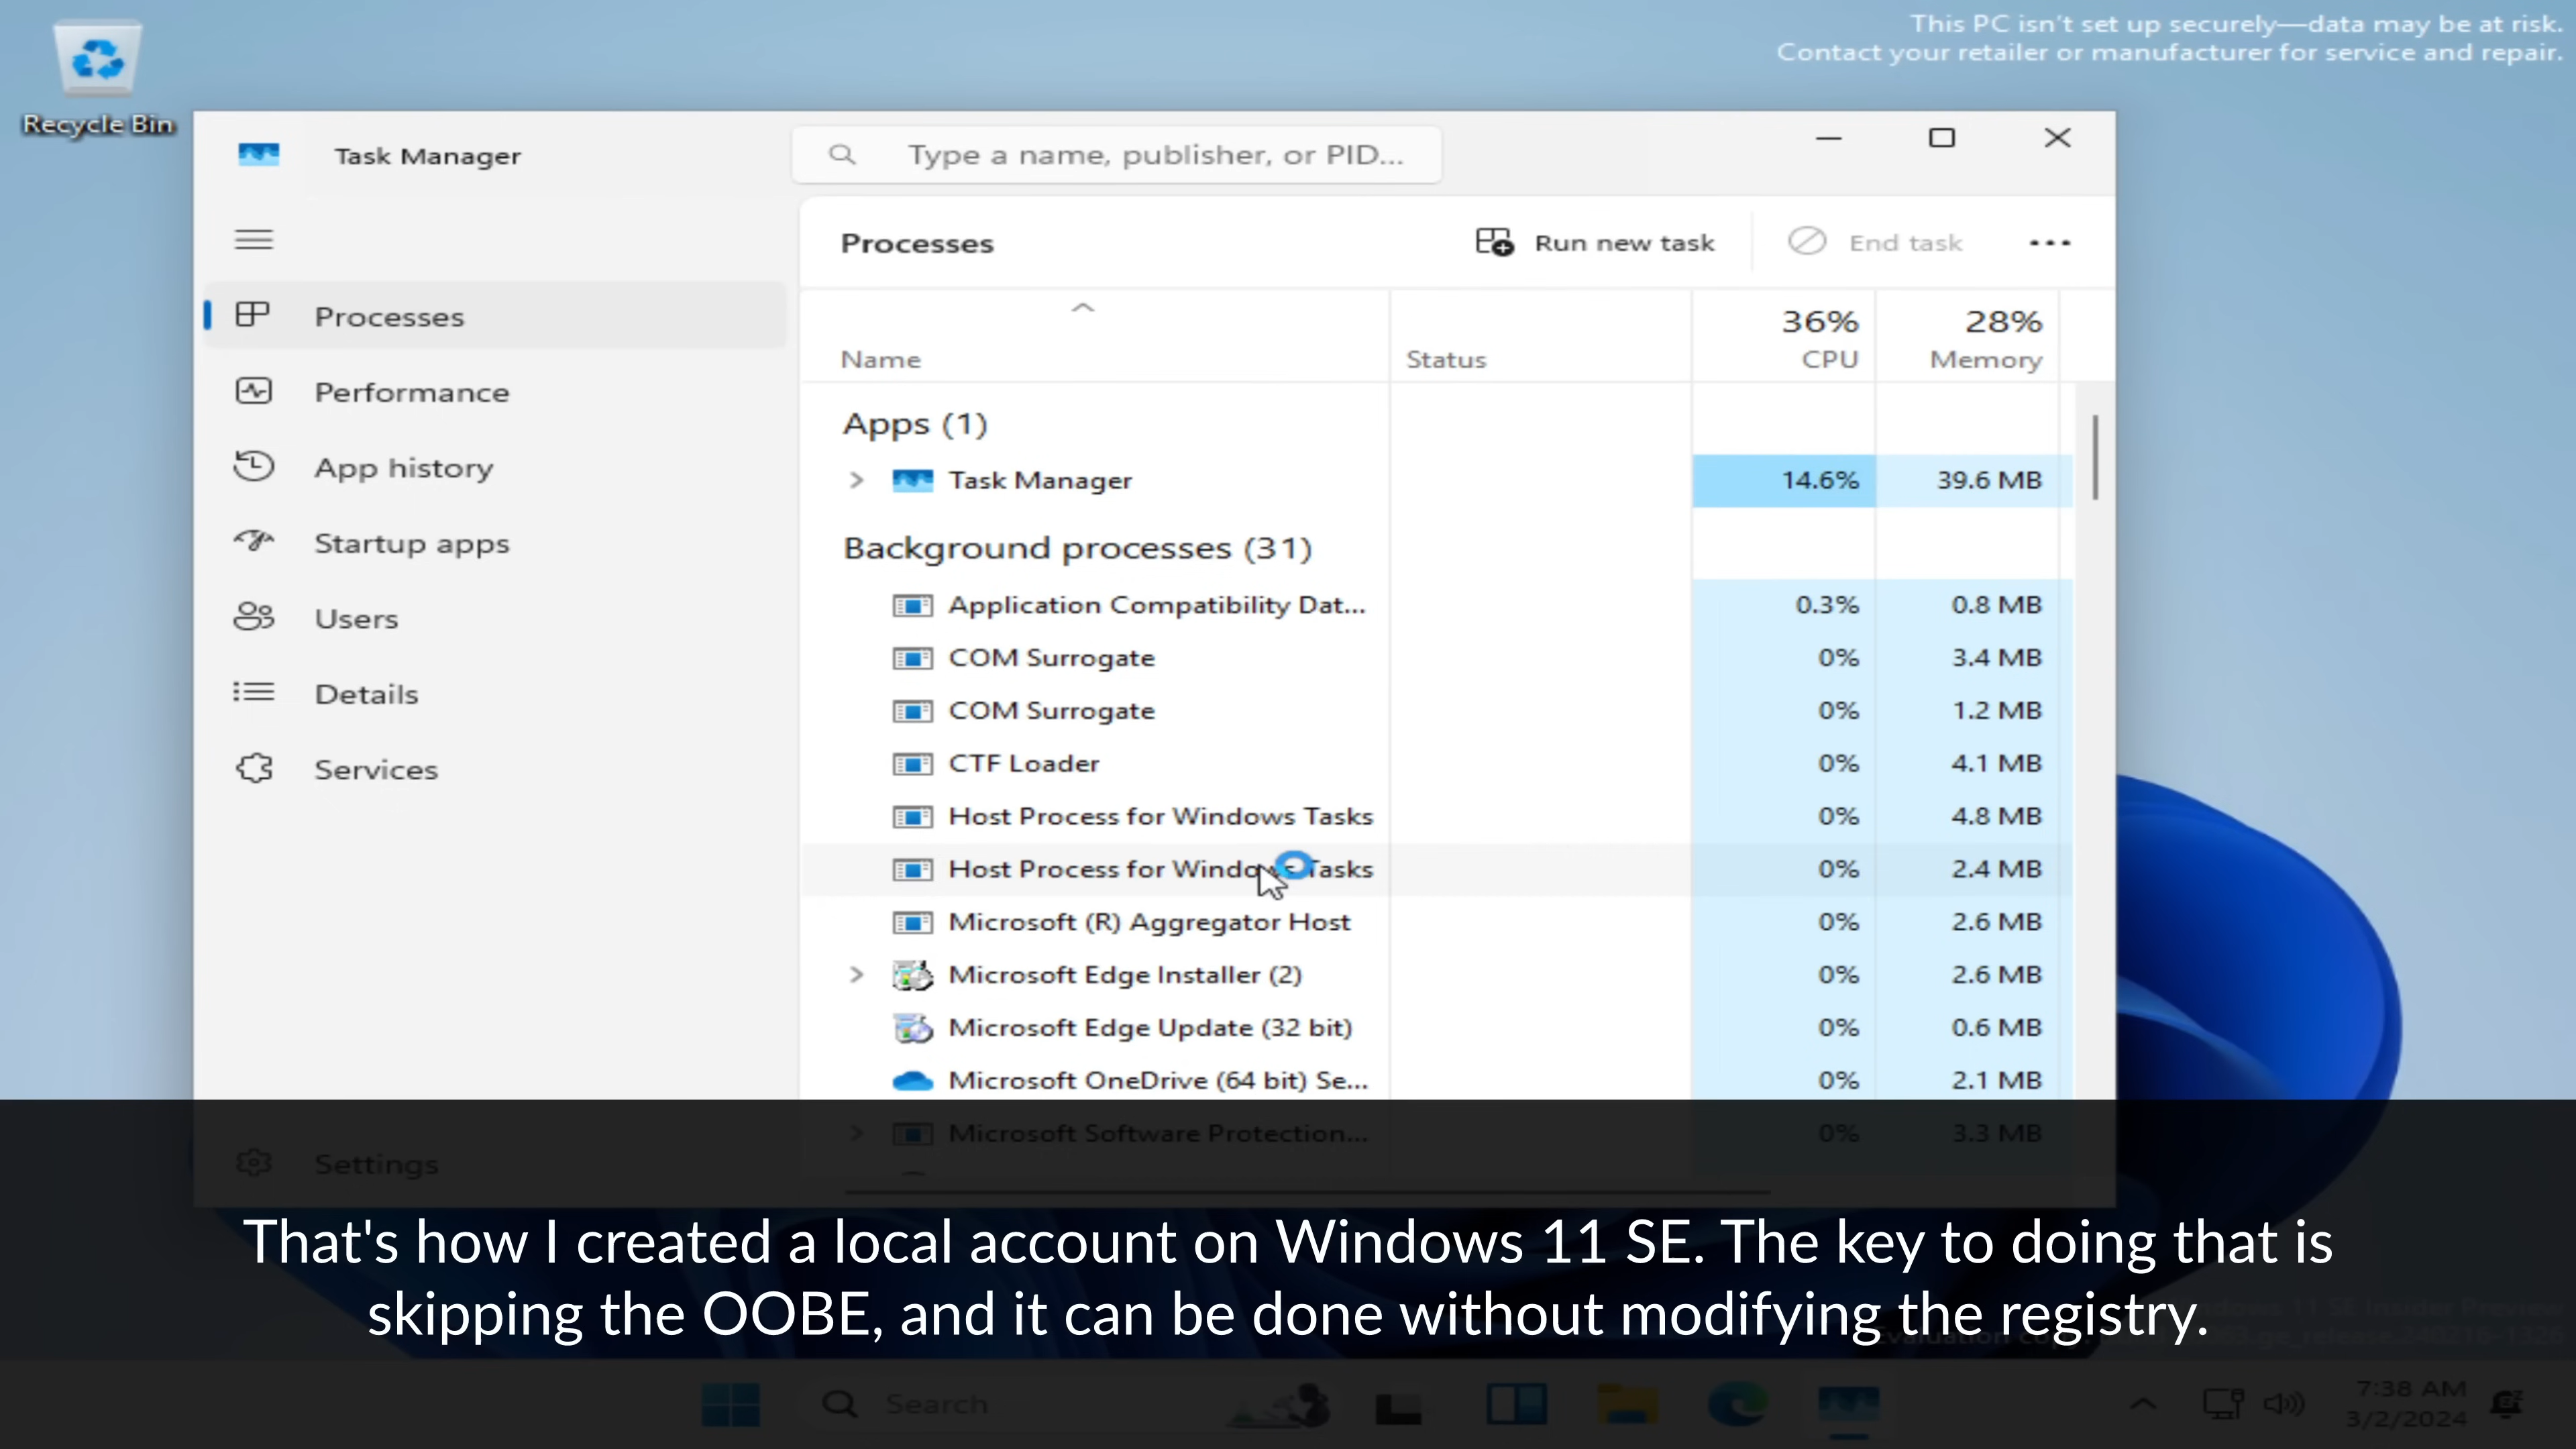 This PC isn't set up securely—data may be at risk.
Contact your retailer or manufacturer for service and repair.
Recycle Bin
Task Manager
Type a name, publisher, or PID...
Processes
Run new task
End task
Processes
Performance
App history
Startup apps
Users
Details
Services
Settings
Name
Status
36%
CPU
28%
Memory
Apps (1)
Task Manager 14.6% 39.6 MB
Background processes (31)
Application Compatibility Dat... 0.3% 0.8 MB
COM Surrogate 0% 3.4 MB
COM Surrogate 0% 1.2 MB
CTF Loader 0% 4.1 MB
Host Process for Windows Tasks 0% 4.8 MB
Host Process for Windows Tasks 0% 2.4 MB
Microsoft (R) Aggregator Host 0% 2.6 MB
Microsoft Edge Installer (2) 0% 2.6 MB
Microsoft Edge Update (32 bit) 0% 0.6 MB
Microsoft OneDrive (64 bit) Se... 0% 2.1 MB
Microsoft Software Protection... 0% 3.3 MB
That's how I created a local account on Windows 11 SE. The key to doing that is
skipping the OOBE, and it can be done without modifying the registry.
Search
7:38 AM
3/2/2024